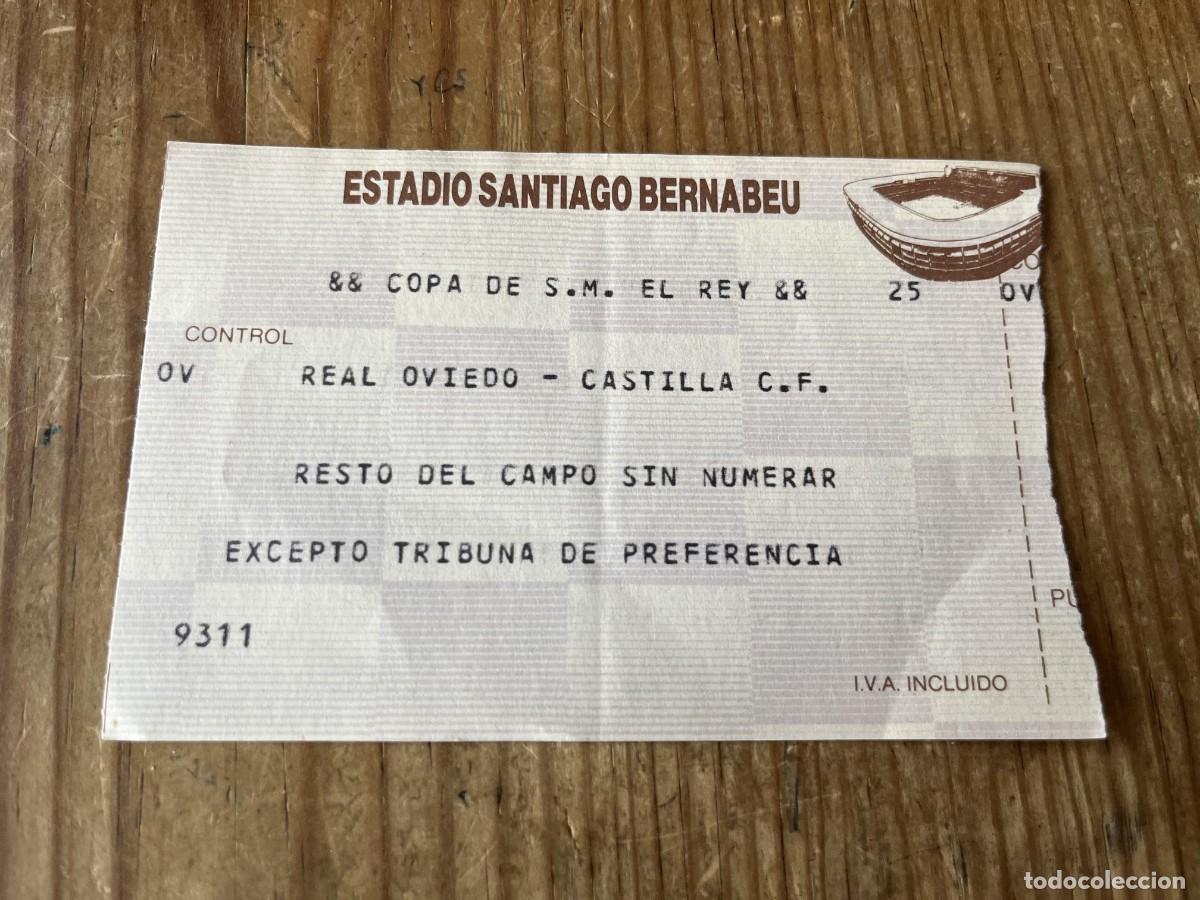 ESTADIO SANTIAGO BERNABEU
&& COPA DE S.M. EL REY && 25 OV
CONTROL
OV REAL OVIEDO - CASTILLA C.F.
RESTO DEL CAMPO SIN NUMERAR
EXCEPTO TRIBUNA DE PREFERENCIA
9311
I.V.A. INCLUIDO
todocoleccion